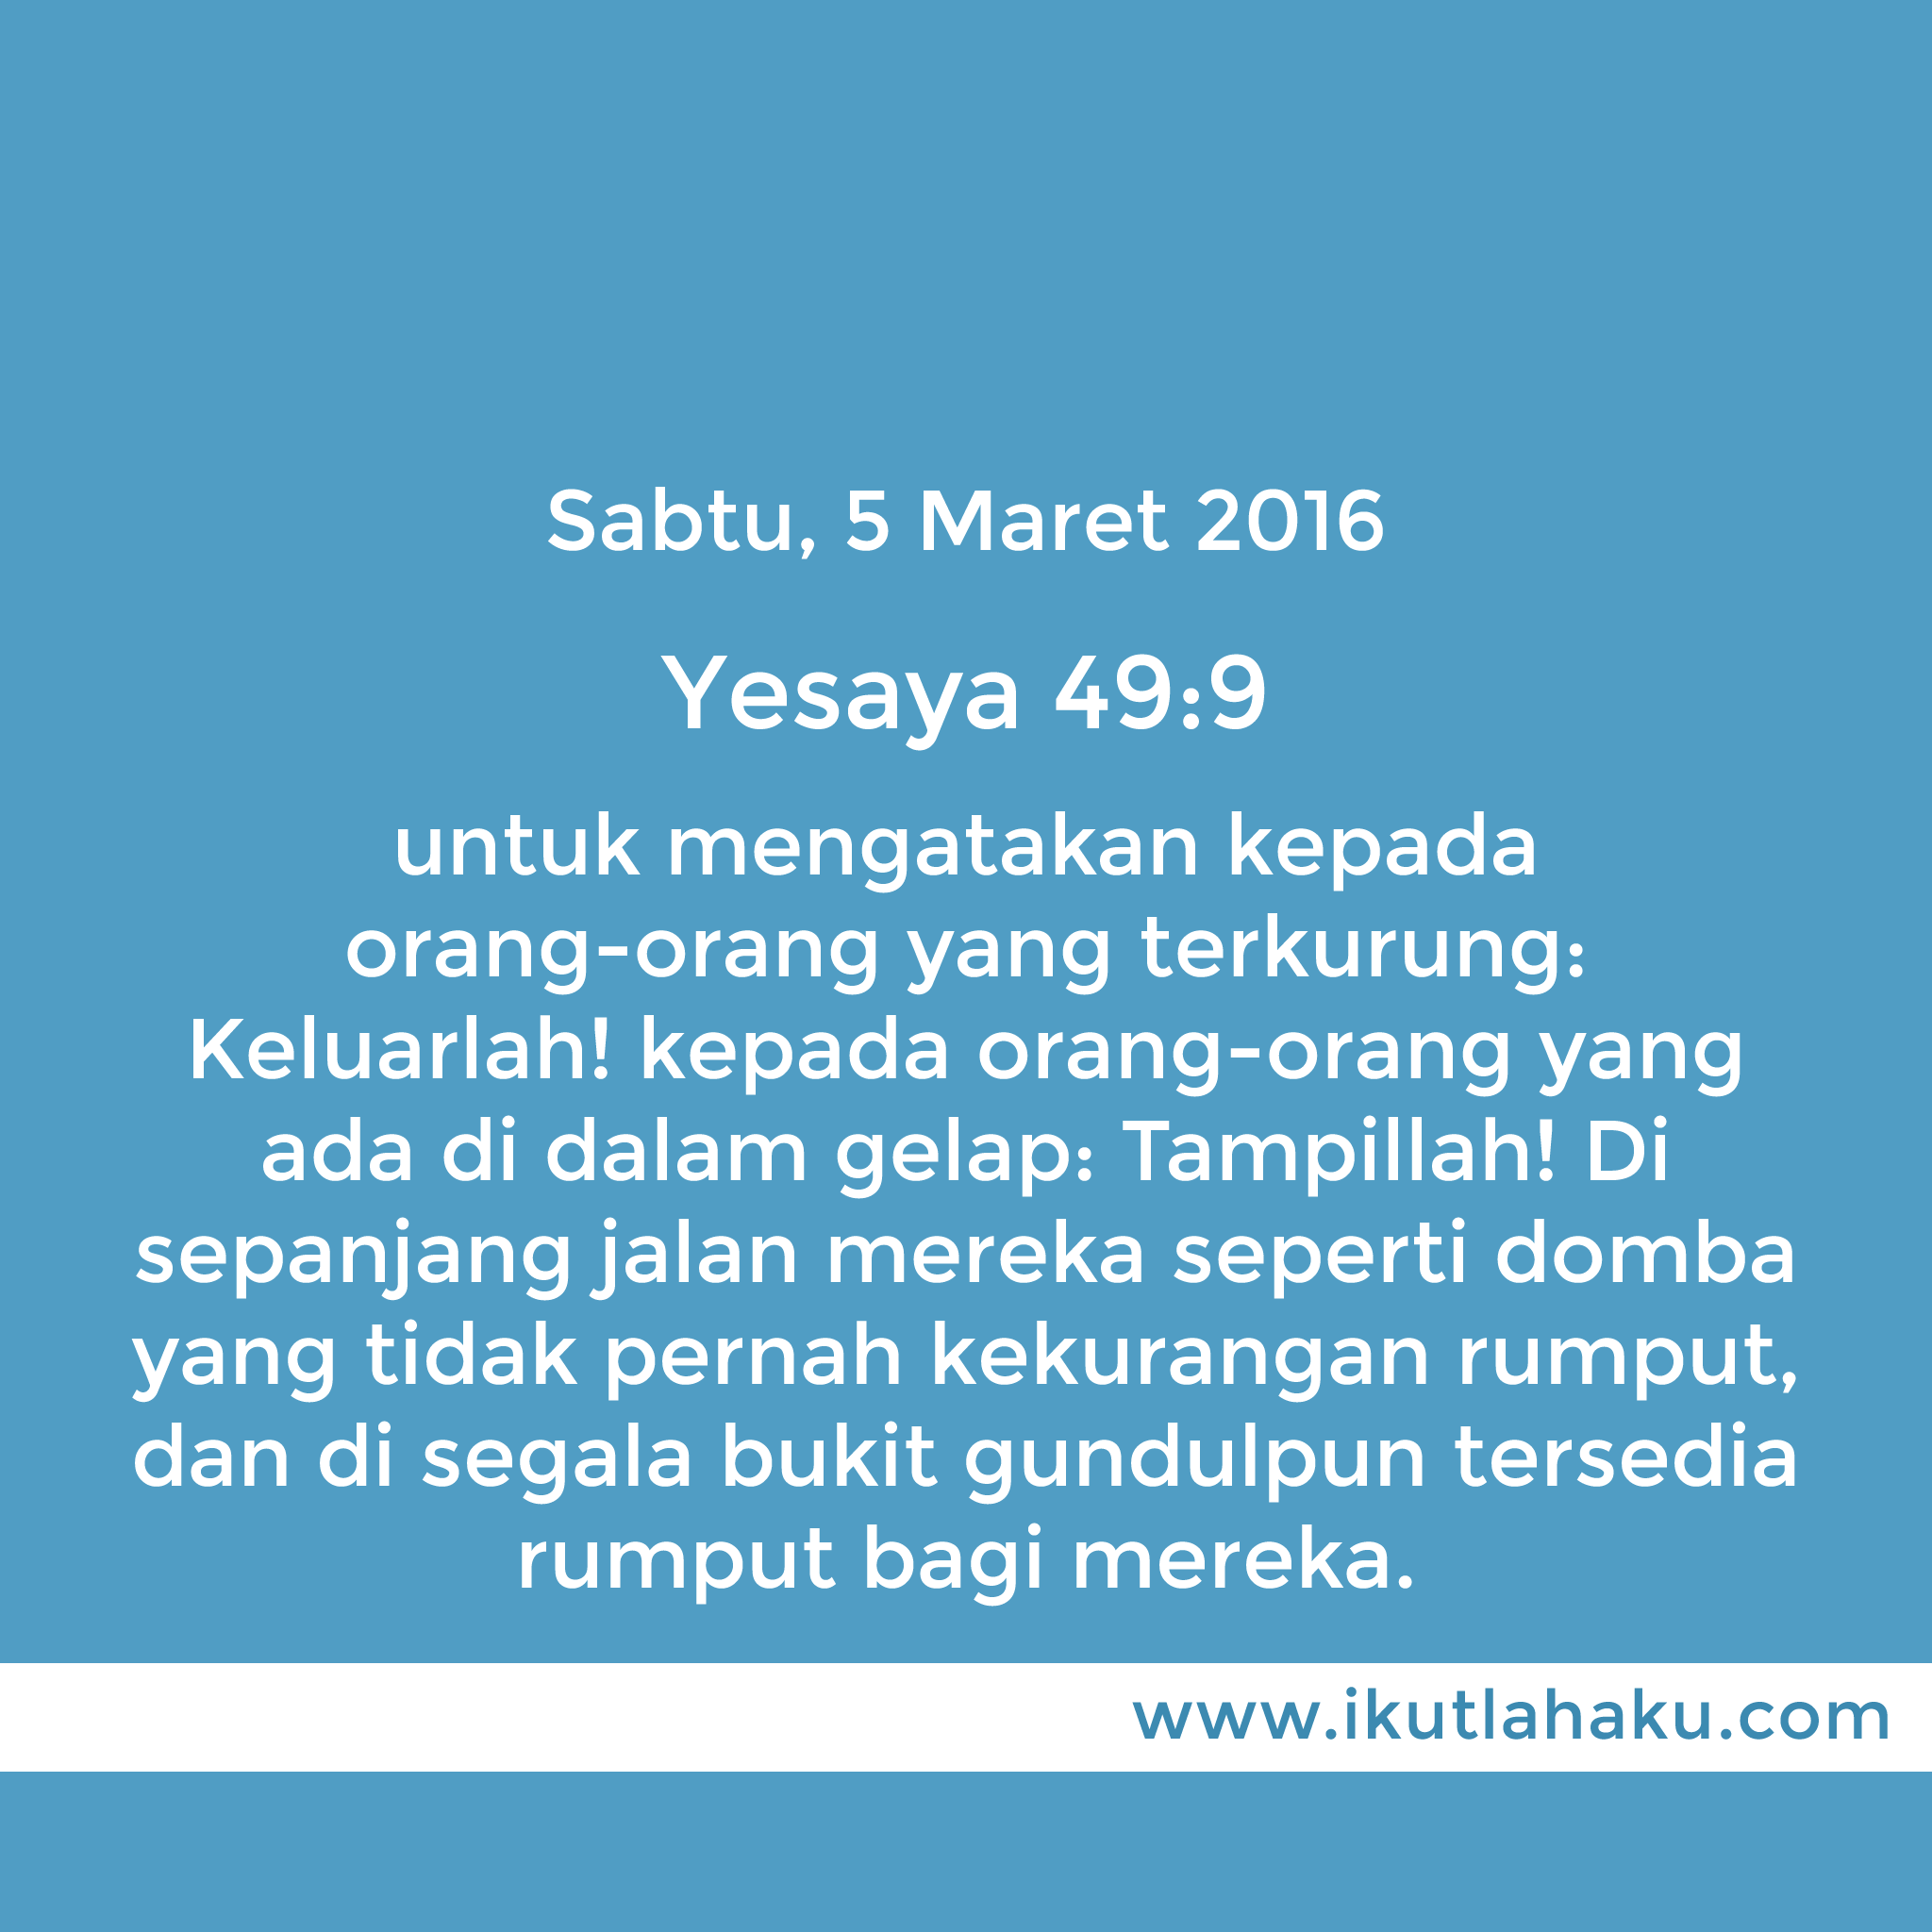 Sabtu, 5 Maret 2016
Yesaya 49:9
untuk mengatakan kepada
orang-orang yang terkurung:
Keluarlah! kepada orang-orang yang
ada di dalam gelap: Tampillah! Di
sepanjang jalan mereka seperti domba
yang tidak pernah kekurangan rumput,
dan di segala bukit gundulpun tersedia
rumput bagi mereka.
www.ikutlahaku.com